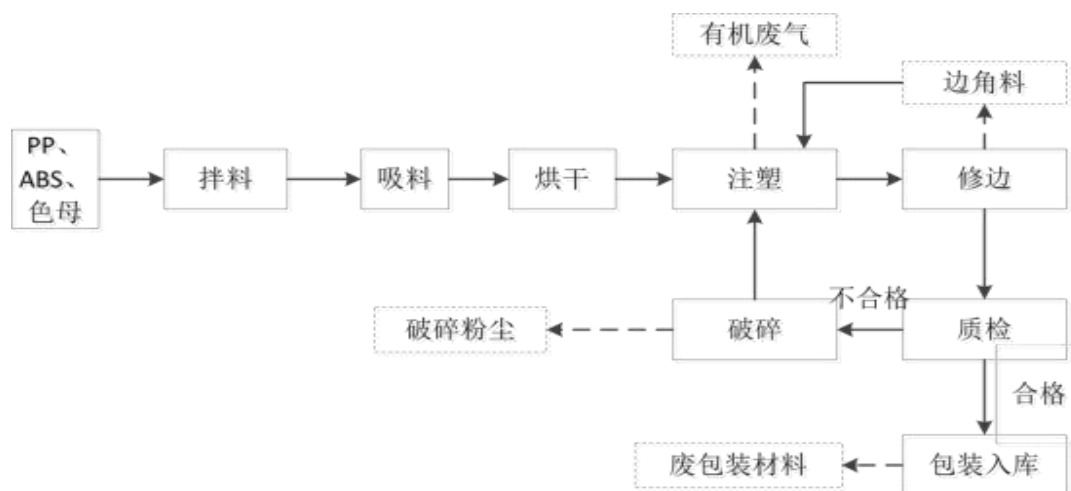 有机废气
边角料
PP、
ABS、
色母
拌料
吸料
烘干
注塑
修边
不合格
破碎粉尘
破碎
质检
合格
废包装材料
包装入库